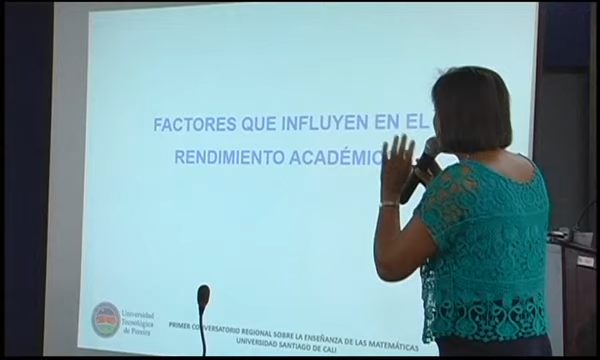 FACTORES QUE INFLUYEN EN EL
RENDIMIENTO ACADÉMIC
Universidad
Tecnológica
de Pereira
PRIMER CONVERSATORIO REGIONAL SOBRE LA ENSEÑANZA DE LAS MATEMÁTICAS
UNIVERSIDAD SANTIAGO DE CALI